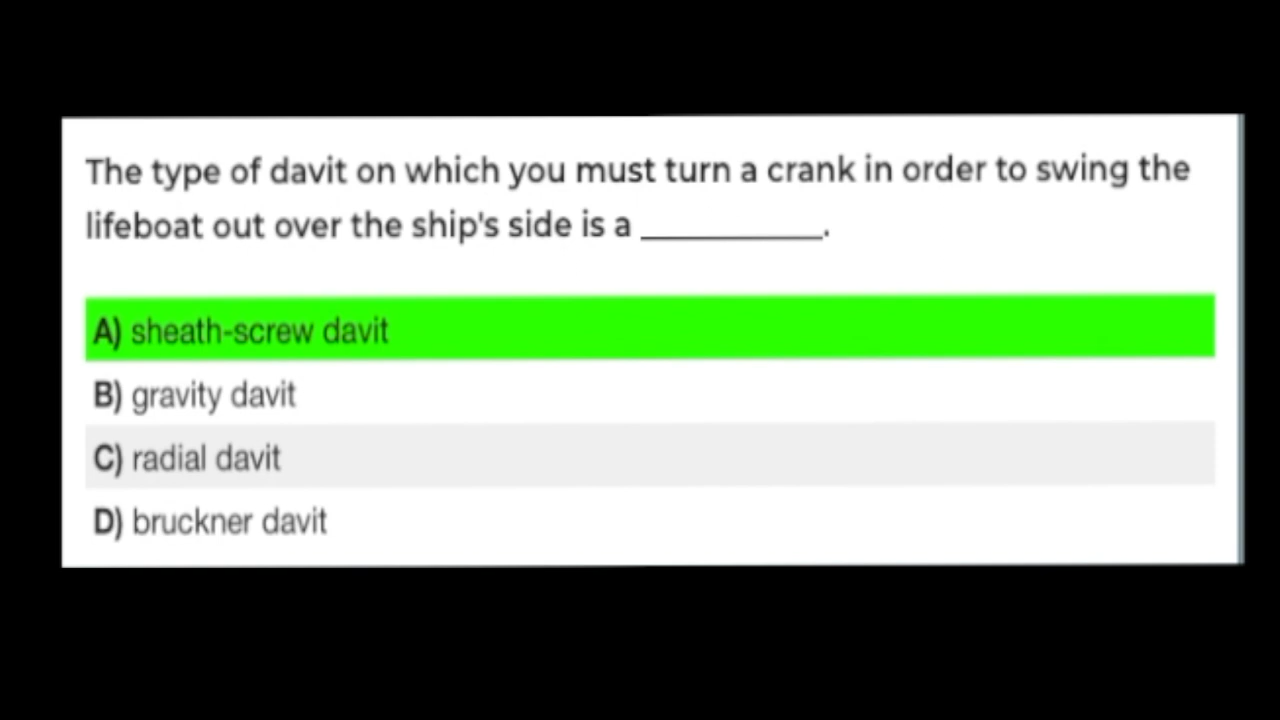 The type of davit on which you must turn a crank in order to swing the
lifeboat out over the ship's side is a __________.
A) sheath-screw davit
B) gravity davit
C) radial davit
D) bruckner davit